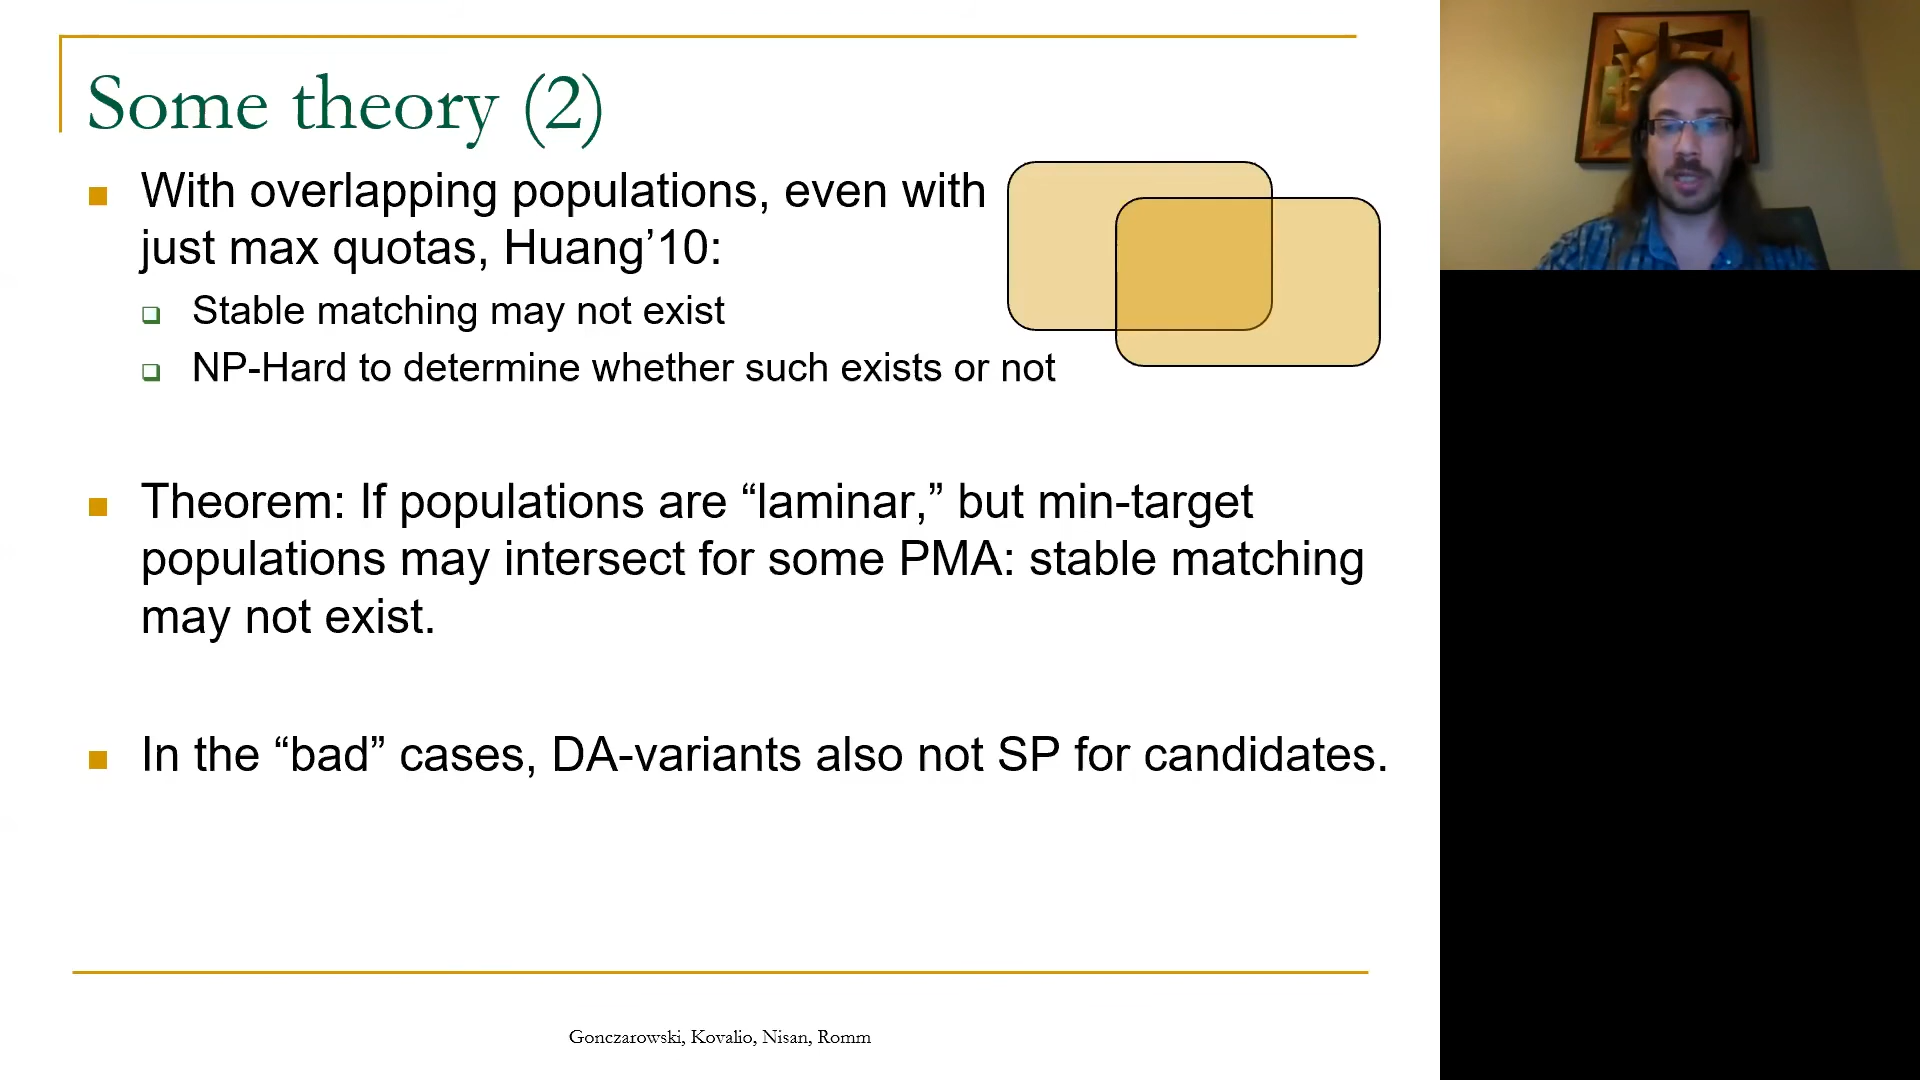 Some theory (2)
With overlapping populations, even with
just max quotas, Huang’10:
Stable matching may not exist
NP-Hard to determine whether such exists or not
Theorem: If populations are “laminar,” but min-target
populations may intersect for some PMA: stable matching
may not exist.
In the “bad” cases, DA-variants also not SP for candidates.
Gonczarowski, Kovalio, Nisan, Romm